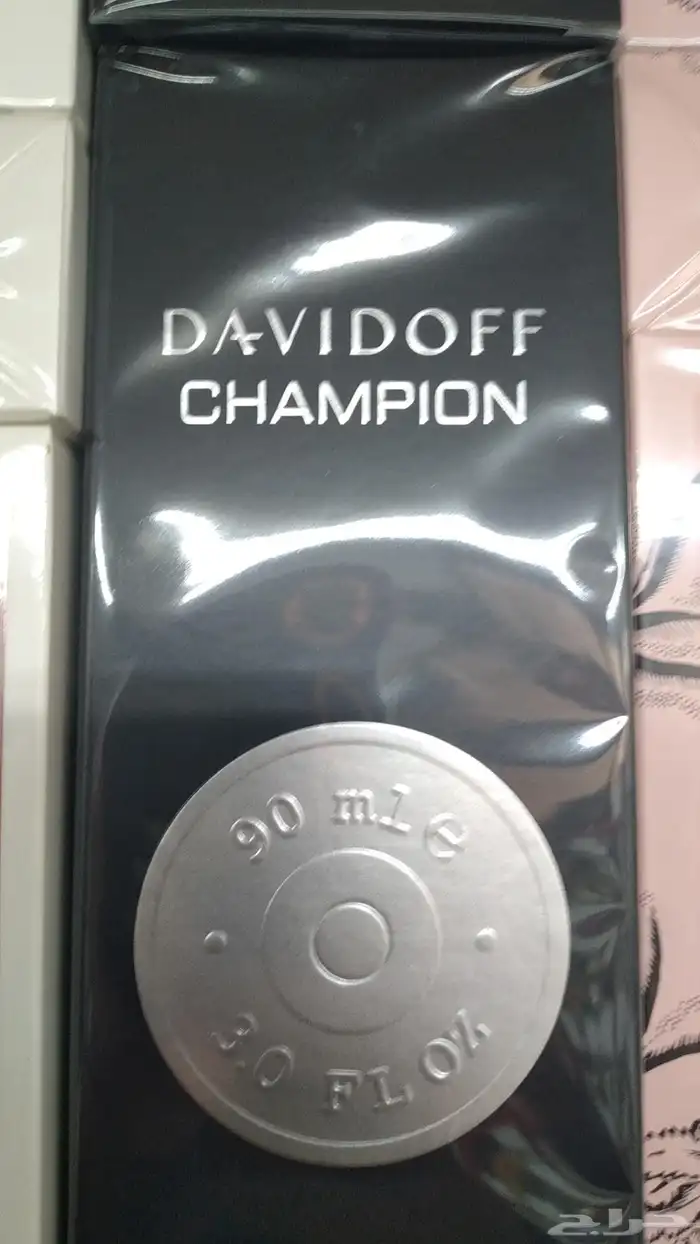 DAVIDOFF
CHAMPION
90 ml e
3.0 FL OZ
حراج